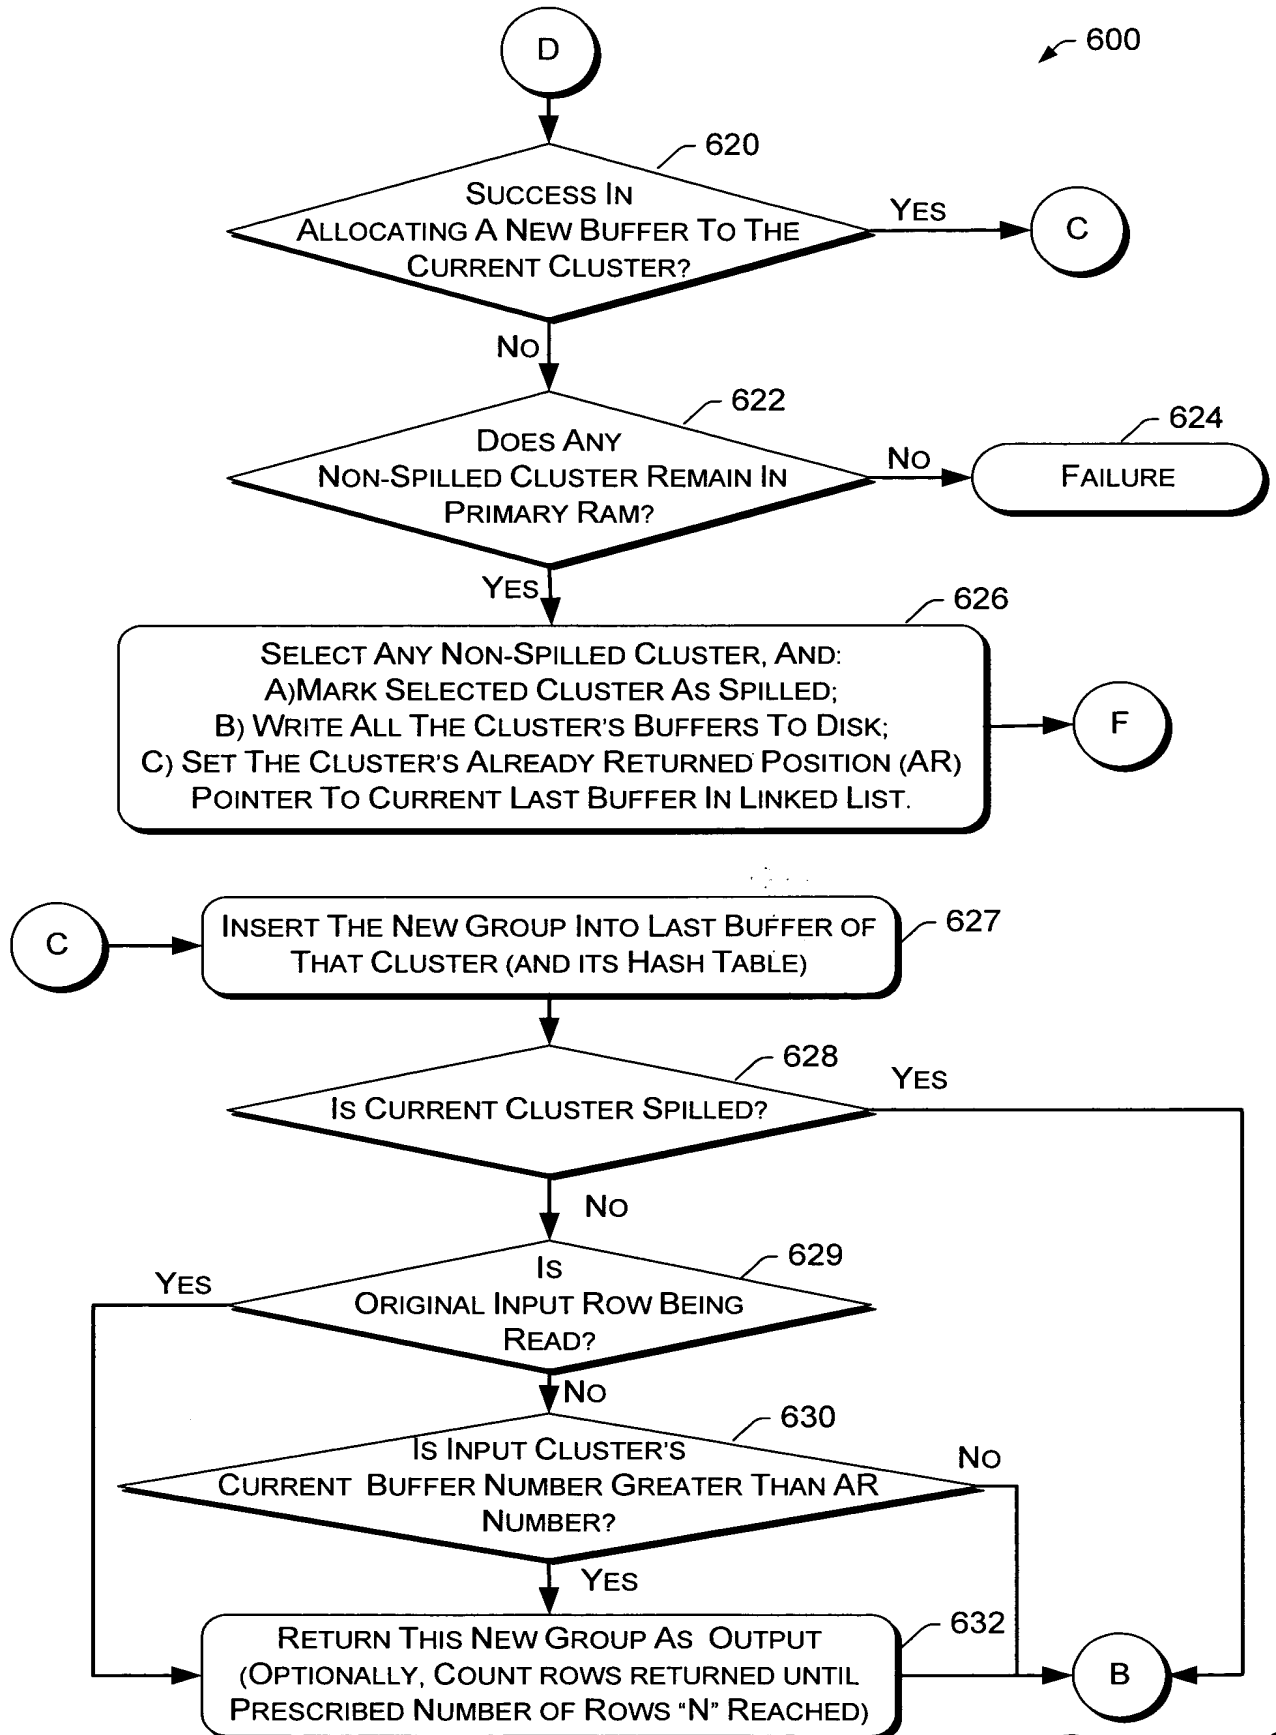 D
600
620
SUCCESS IN
ALLOCATING A NEW BUFFER TO THE
CURRENT CLUSTER?
YES
C
NO
622
DOES ANY
NON-SPILLED CLUSTER REMAIN IN
PRIMARY RAM?
NO
624
FAILURE
YES
626
SELECT ANY NON-SPILLED CLUSTER, AND:
A)MARK SELECTED CLUSTER AS SPILLED;
B) WRITE ALL THE CLUSTER'S BUFFERS TO DISK;
C) SET THE CLUSTER'S ALREADY RETURNED POSITION (AR)
POINTER TO CURRENT LAST BUFFER IN LINKED LIST.
F
C
INSERT THE NEW GROUP INTO LAST BUFFER OF
THAT CLUSTER (AND ITS HASH TABLE)
627
628
IS CURRENT CLUSTER SPILLED?
YES
NO
629
IS
ORIGINAL INPUT ROW BEING
READ?
YES
NO
630
IS INPUT CLUSTER'S
CURRENT BUFFER NUMBER GREATER THAN AR
NUMBER?
NO
YES
632
RETURN THIS NEW GROUP AS OUTPUT
(OPTIONALLY, COUNT ROWS RETURNED UNTIL
PRESCRIBED NUMBER OF ROWS "N" REACHED)
B